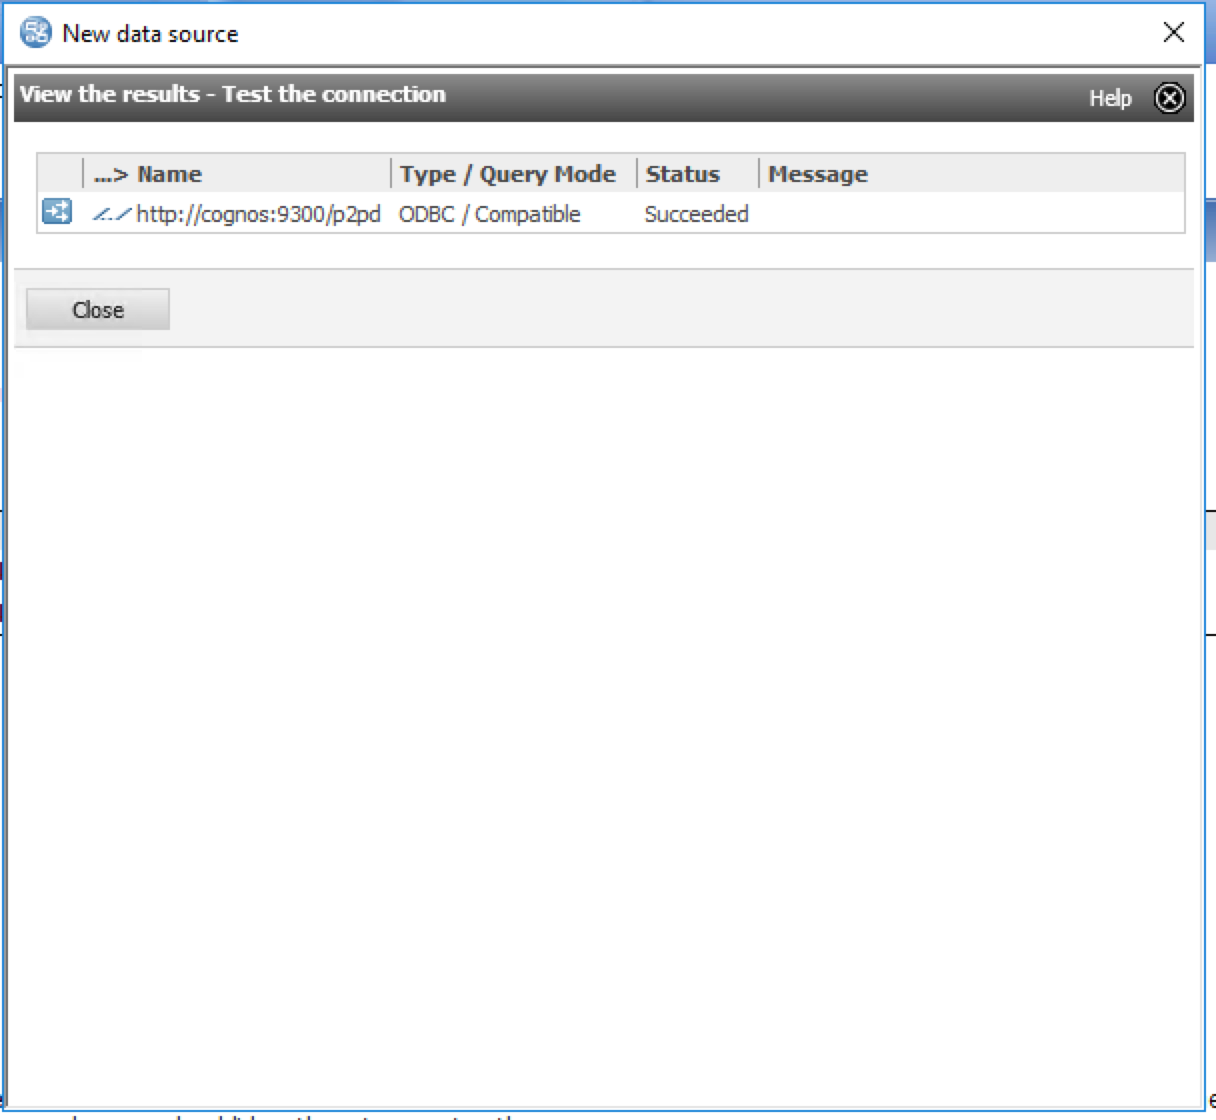 New data source
View the results - Test the connection Help
...> Name Type / Query Mode Status Message
http://cognos:9300/p2pd ODBC / Compatible Succeeded
Close